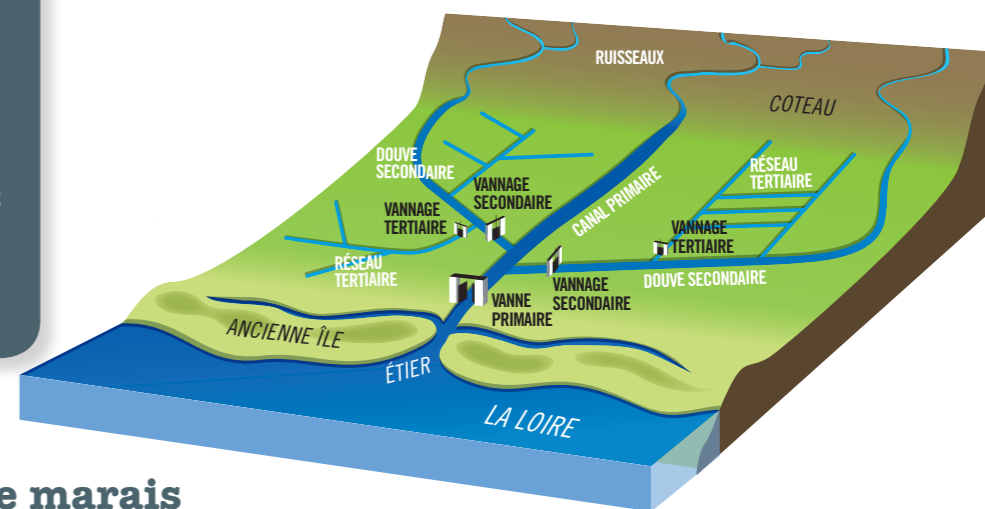 RUISSEAUX
COTEAU
DOUVE
SECONDAIRE
VANNAGE
SECONDAIRE
VANNAGE
TERTIAIRE
CANAL PRIMAIRE
RÉSEAU
TERTIAIRE
VANNAGE
TERTIAIRE
RÉSEAU
TERTIAIRE
DOUVE SECONDAIRE
VANNAGE
SECONDAIRE
VANNE
PRIMAIRE
ANCIENNE ÎLE
ÉTIER
LA LOIRE
marais